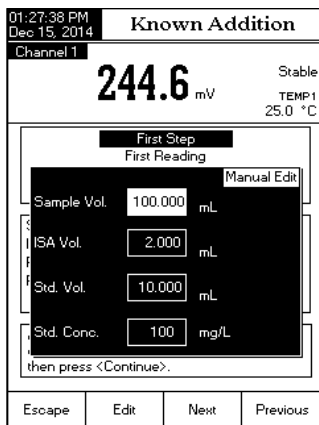 01:27:38 PM
Dec 15, 2014
Known Addition
Channel 1
244.6 mV
Stable
TEMP1
25.0 °C
First Step
First Reading
Manual Edit
Sample Vol. 100.000 mL
ISA Vol. 2.000 mL
Std. Vol. 10.000 mL
Std. Conc. 100 mg/L
then press <Continue>.
Escape Edit Next Previous